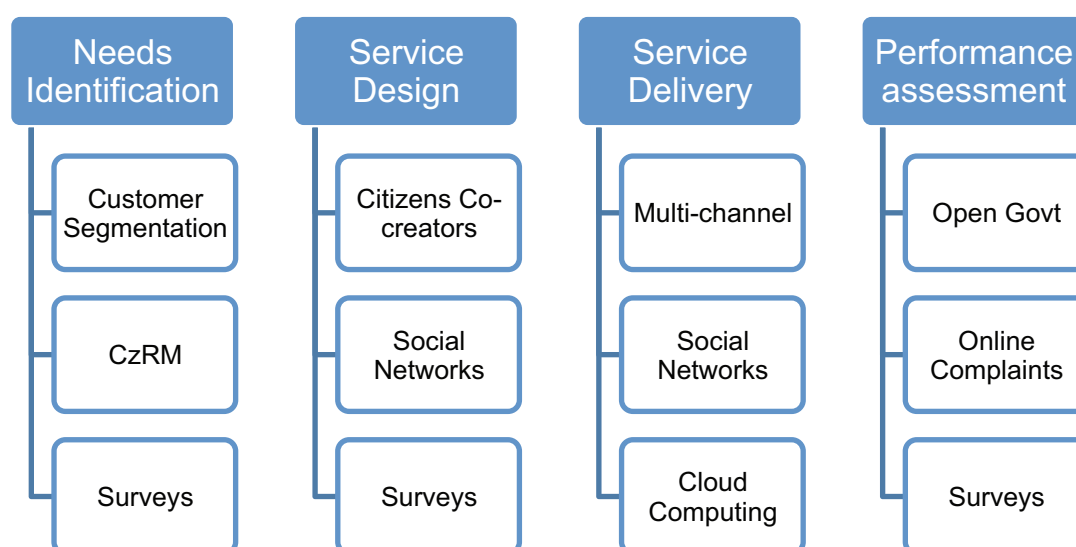 Needs
Identification
Customer
Segmentation
CzRM
Surveys
Service
Design
Citizens Co-
creators
Social
Networks
Surveys
Service
Delivery
Multi-channel
Social
Networks
Cloud
Computing
Performance
assessment
Open Govt
Online
Complaints
Surveys